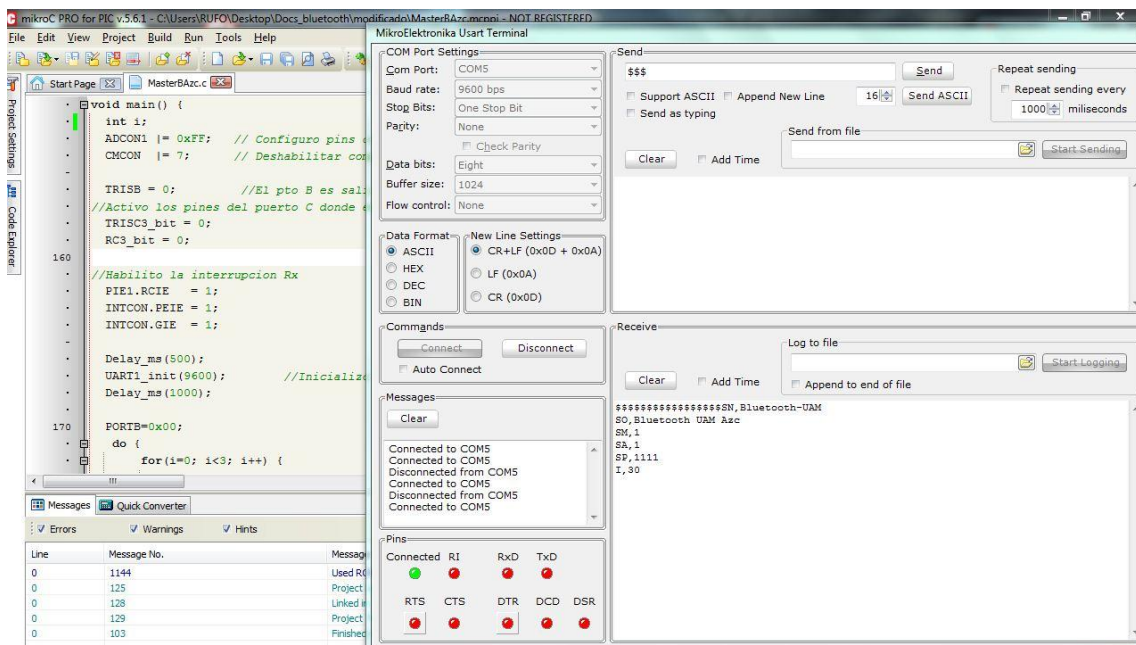 mikroC PRO for PIC v.5.6.1 - C:\Users\RUFO\Desktop\Docs_bluetooth\modificado\MasterBAzc.mcppi - NOT REGISTERED
File Edit View Project Build Run Tools Help
Start Page MasterBAzc.c
Project Settings
Code Explorer
void main() {
int i;
ADCON1 |= 0xFF; // Configuro pins
CMCON |= 7; // Deshabilitar
TRISB = 0; //El pto B es
//Activo los pines del puerto C donde
TRISC3_bit = 0;
RC3_bit = 0;
160
//Habilito la interrupcion Rx
PIE1.RCIE = 1;
INTCON.PEIE = 1;
INTCON.GIE = 1;
Delay_ms(500);
UART1_init(9600);
Delay_ms(1000);
170 PORTB=0x00;
do {
for(i=0; i<3; i++) {
Messages Quick Converter
Errors Warnings Hints
Line Message No.
0 1144 Used
0 125 Project
0 128 Linked
0 129 Project
0 103 Finished
MikroElektronika Usart Terminal
COM Port Settings
Com Port: COM5
Baud rate: 9600 bps
Stop Bits: One Stop Bit
Parity: None
Check Parity
Data bits: Eight
Buffer size: 1024
Flow control: None
Data Format
ASCII
HEX
DEC
BIN
New Line Settings
CR+LF (0x0D + 0x0A)
LF (0x0A)
CR (0x0D)
Commands
Connect Disconnect
Auto Connect
Messages
Clear
Connected to COM5
Connected to COM5
Disconnected from COM5
Connected to COM5
Disconnected from COM5
Connected to COM5
Pins
Connected RI RxD TxD
RTS CTS DTR DCD DSR
Send
$$$ Send
Support ASCII Append New Line 16 Send ASCII
Send as typing
Repeat sending
Repeat sending every
1000 miliseconds
Send from file
Clear Add Time Start Sending
Receive
Log to file
Start Logging
Clear Add Time Append to end of file
$$$$$$$$$$$$$$$$$SN,Bluetooth-UAM
SO,Bluetooth UAM Azc
SM,1
SA,1
SP,1111
I,30